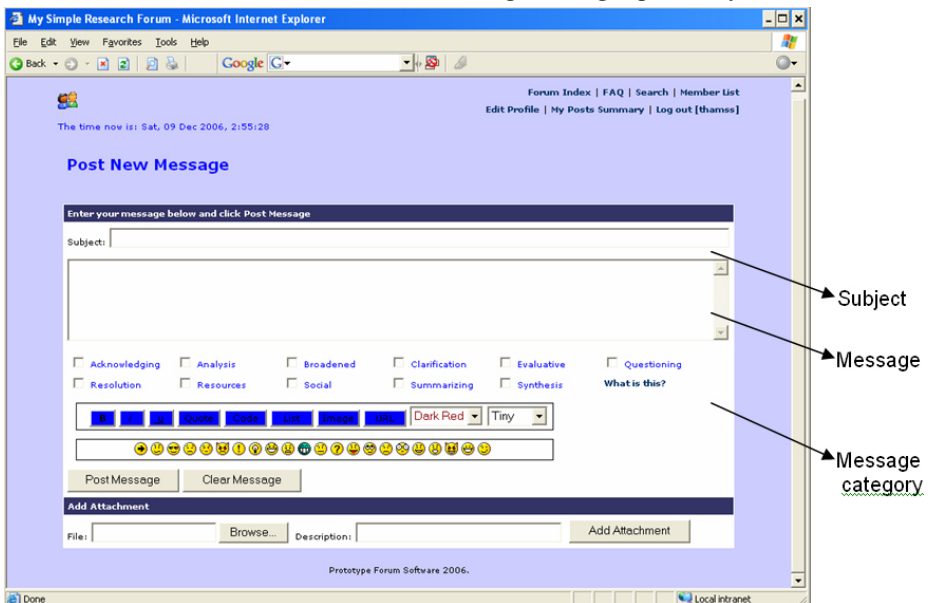 My Simple Research Forum - Microsoft Internet Explorer
File Edit View Favorites Tools Help
Back Google G
Forum Index | FAQ | Search | Member List
Edit Profile | My Posts Summary | Log out [thamss]
The time now is: Sat, 09 Dec 2006, 2:55:28
Post New Message
Enter your message below and click Post Message
Subject:
Subject
Message
Acknowledging Analysis Broadened Clarification Evaluative Questioning
Resolution Resources Social Summarizing Synthesis What is this?
B i u Quote Code List Image URL Dark Red Tiny
Message
category
Post Message Clear Message
Add Attachment
File: Browse... Description: Add Attachment
Prototype Forum Software 2006.
Done Local intranet